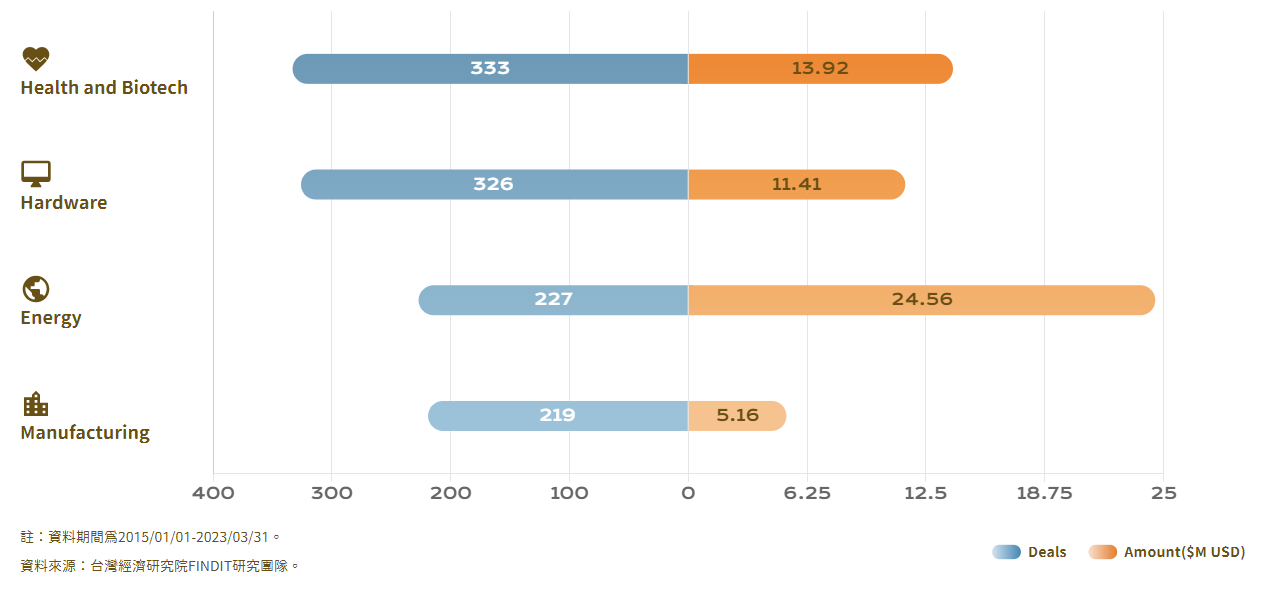 333 13.92
Health and Biotech
326 11.41
Hardware
227 24.56
Energy
219 5.16
Manufacturing
400 300 200 100 0 6.25 12.5 18.75 25
註：資料期間爲2015/01/01-2023/03/31。
資料來源：台灣經濟研究院FINDIT研究團隊。
Deals Amount($M USD)